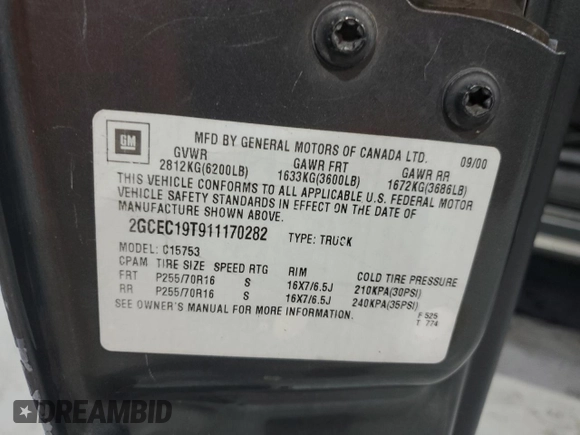 GM
MFD BY GENERAL MOTORS OF CANADA LTD. 09/00
GVWR GAWR FRT GAWR RR
2812KG(6200LB) 1633KG(3600LB) 1672KG(3686LB)
THIS VEHICLE CONFORMS TO ALL APPLICABLE U.S. FEDERAL MOTOR
VEHICLE SAFETY STANDARDS IN EFFECT ON THE DATE OF
MANUFACTURE SHOWN ABOVE.
2GCEC19T911170282 TYPE: TRUCK
MODEL: C15753
CPAM TIRE SIZE SPEED RTG RIM COLD TIRE PRESSURE
FRT P255/70R16 S 16X7/6.5J 210KPA(30PSI)
RR P255/70R16 S 16X7/6.5J 240KPA(35PSI)
SEE OWNER'S MANUAL FOR MORE INFORMATION.
F 525
T 774
DREAMBID